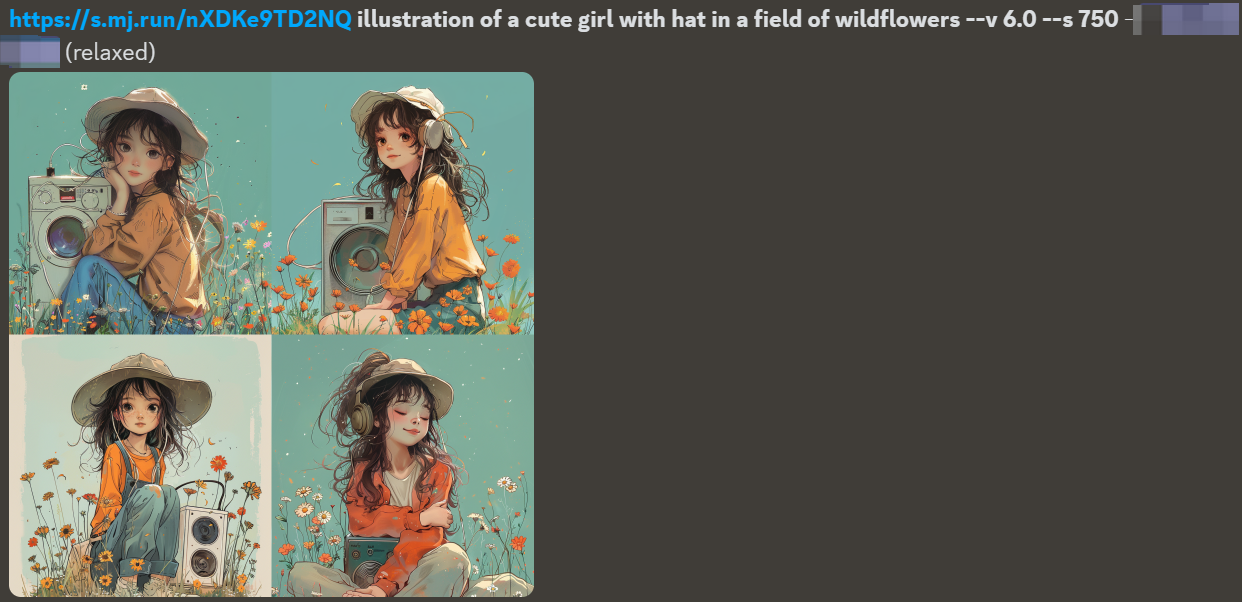 https://s.mj.run/nXDKe9TD2NQ illustration of a cute girl with hat in a field of wildflowers --v 6.0 --s 750
(relaxed)